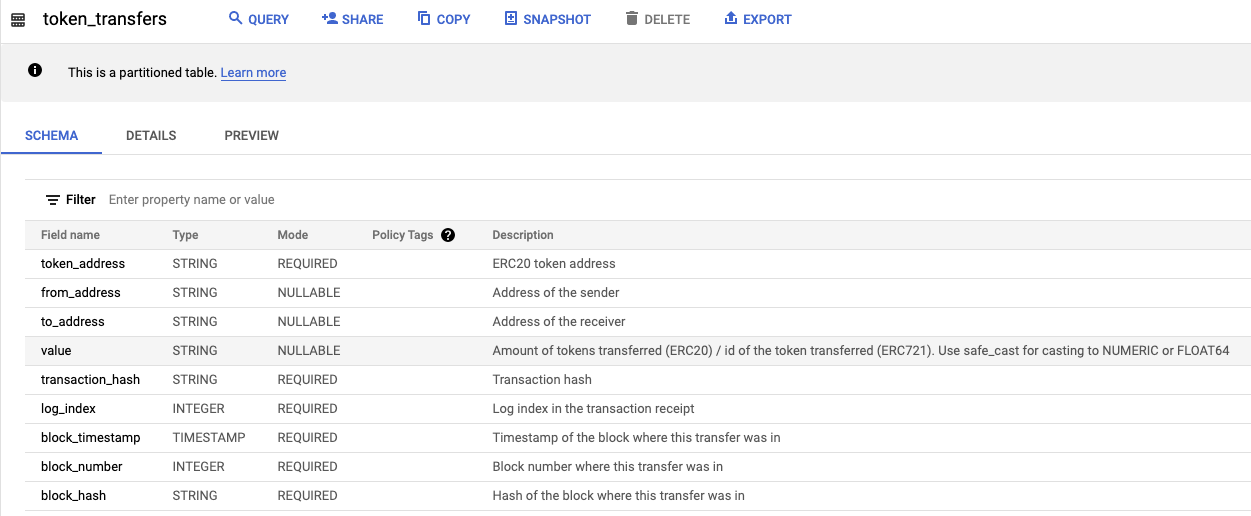 token_transfers QUERY SHARE COPY SNAPSHOT DELETE EXPORT
This is a partitioned table. Learn more
SCHEMA DETAILS PREVIEW
Filter Enter property name or value
Field name Type Mode Policy Tags ? Description
token_address STRING REQUIRED ERC20 token address
from_address STRING NULLABLE Address of the sender
to_address STRING NULLABLE Address of the receiver
value STRING NULLABLE Amount of tokens transferred (ERC20) / id of the token transferred (ERC721). Use safe_cast for casting to NUMERIC or FLOAT64
transaction_hash STRING REQUIRED Transaction hash
log_index INTEGER REQUIRED Log index in the transaction receipt
block_timestamp TIMESTAMP REQUIRED Timestamp of the block where this transfer was in
block_number INTEGER REQUIRED Block number where this transfer was in
block_hash STRING REQUIRED Hash of the block where this transfer was in